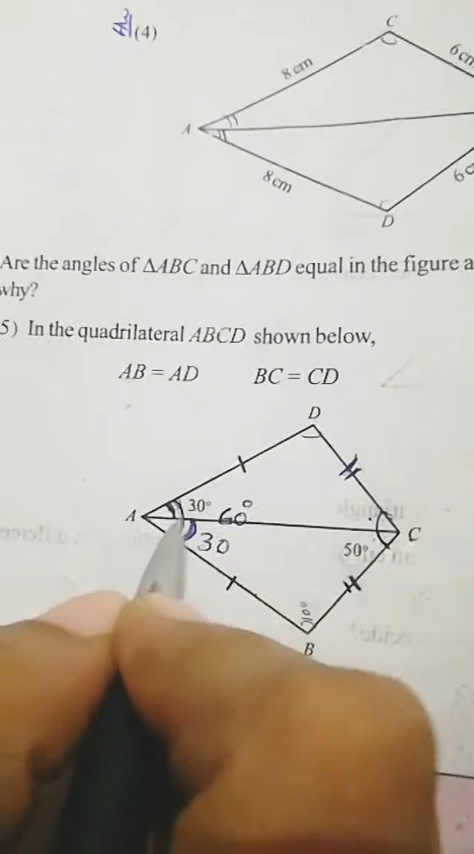 (4)
C
8 cm
6 cm
A
8 cm
D
Are the angles of ΔABC and ΔABD equal in the figure a
why?
5) In the quadrilateral ABCD shown below,
AB = AD BC = CD
D
30° 60°
A
C
30
50°
100
B